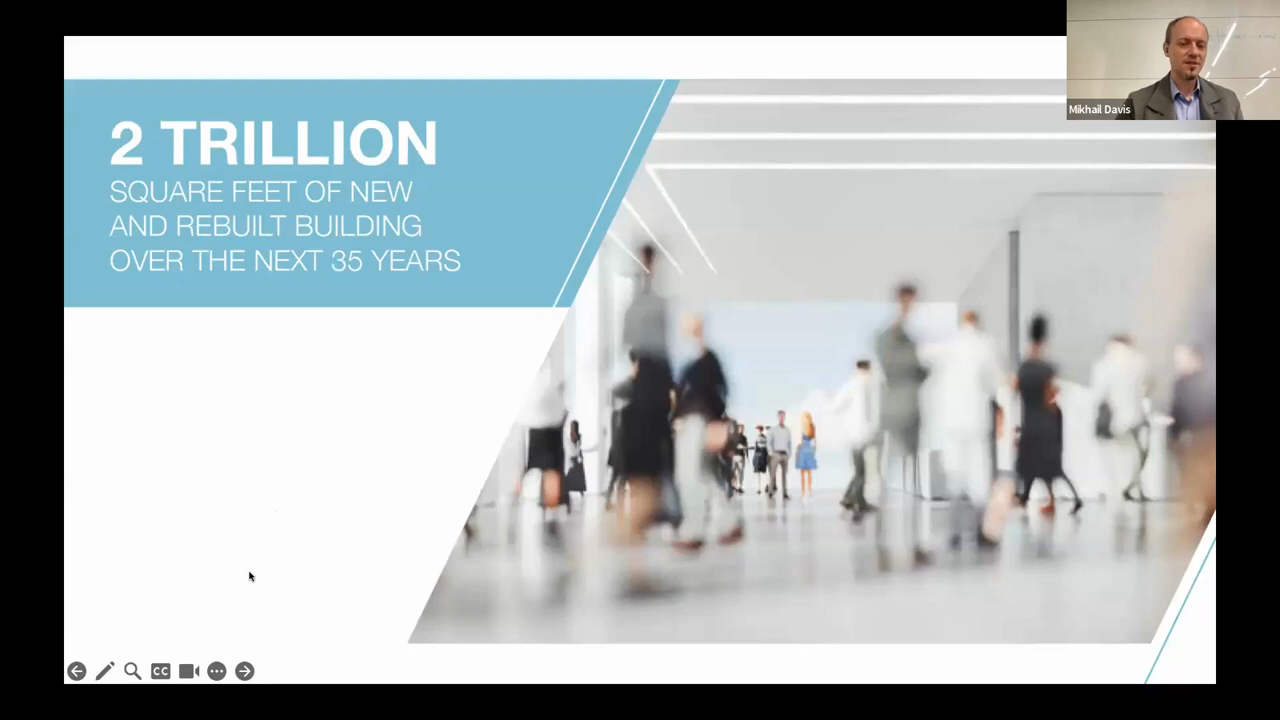 2 TRILLION
SQUARE FEET OF NEW
AND REBUILT BUILDING
OVER THE NEXT 35 YEARS
Mikhail Davis
CC